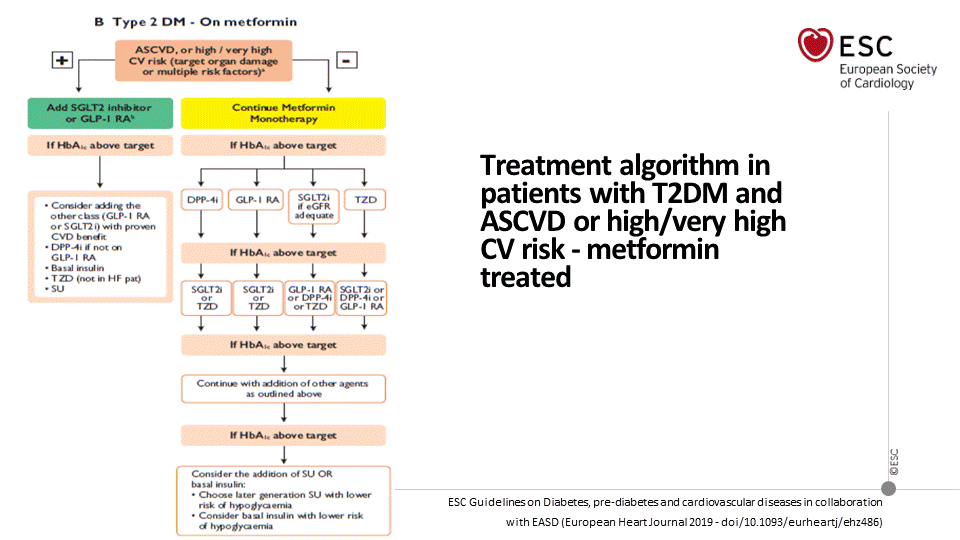 B Type 2 DM - On metformin
ASCVD, or high / very high
CV risk (target organ damage
or multiple risk factors)ᵃ
+
-
Add SGLT2 inhibitor
or GLP-1 RAᵇ
If HbA₁c above target
• Consider adding the
other class (GLP-1 RA
or SGLT2i) with proven
CVD benefit
• DPP-4i if not on
GLP-1 RA
• Basal insulin
• TZD (not in HF pat)
• SU
Continue Metformin
Monotherapy
If HbA₁c above target
DPP-4i
GLP-1 RA
SGLT2i
if eGFR
adequate
TZD
If HbA₁c above target
SGLT2i
or
TZD
SGLT2i
or
TZD
GLP-1 RA
or DPP-4i
or TZD
SGLT2i or
DPP-4i or
GLP-1 RA
If HbA₁c above target
Continue with addition of other agents
as outlined above
If HbA₁c above target
Consider the addition of SU OR
basal insulin:
• Choose later generation SU with lower
risk of hypoglycaemia
• Consider basal insulin with lower risk
of hypoglycaemia
ESC
European Society
of Cardiology
Treatment algorithm in
patients with T2DM and
ASCVD or high/very high
CV risk - metformin
treated
©ESC
ESC Guidelines on Diabetes, pre-diabetes and cardiovascular diseases in collaboration
with EASD (European Heart Journal 2019 - doi/10.1093/eurheartj/ehz486)